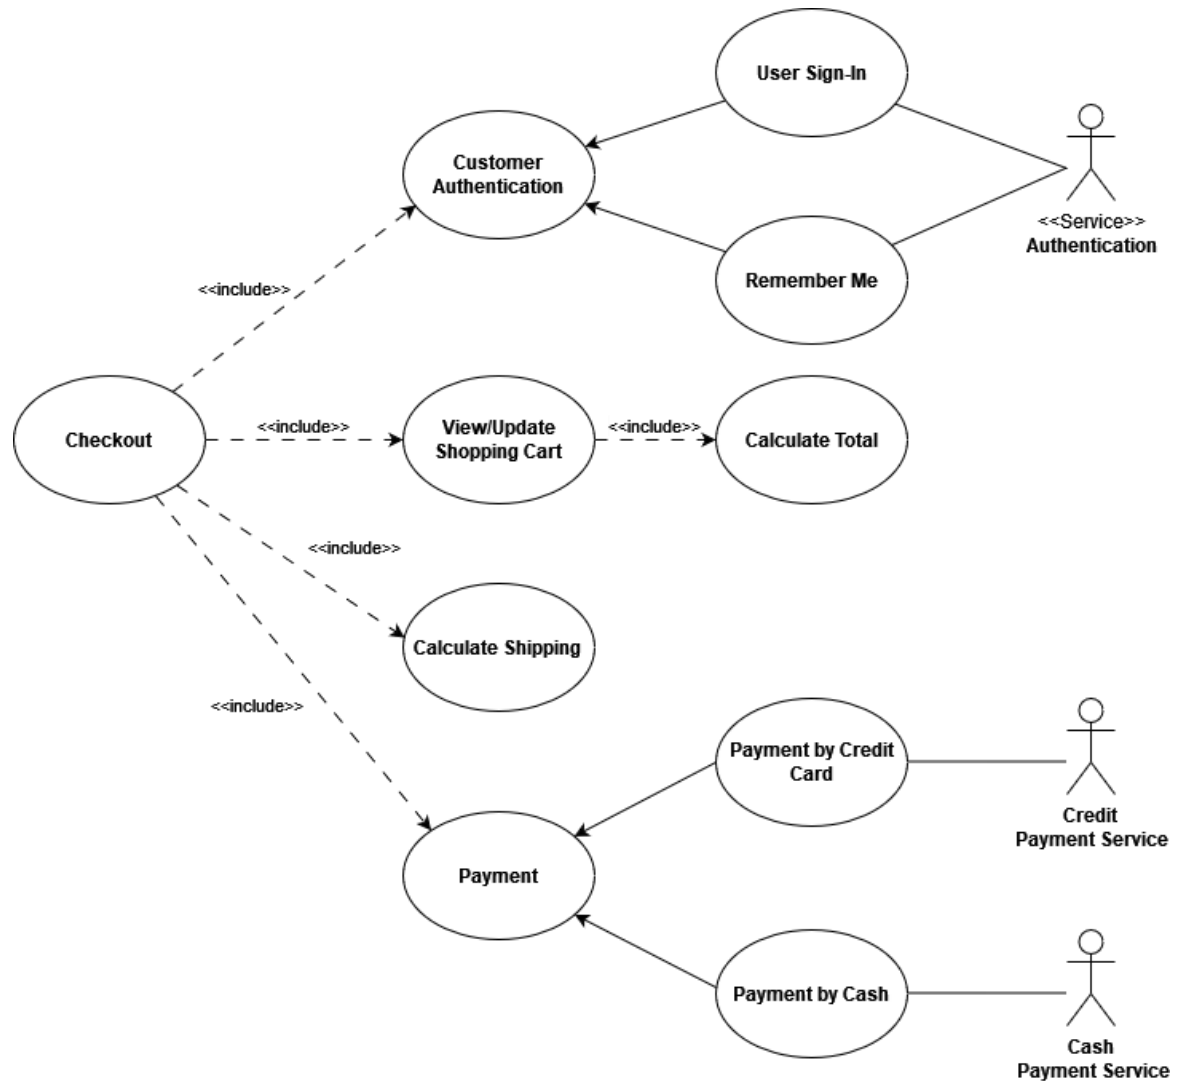 User Sign-In
Customer
Authentication
<<Service>>
Authentication
Remember Me
<<include>>
Checkout
<<include>>
View/Update
Shopping Cart
<<include>>
Calculate Total
<<include>>
Calculate Shipping
<<include>>
Payment by Credit
Card
Credit
Payment Service
Payment
Payment by Cash
Cash
Payment Service